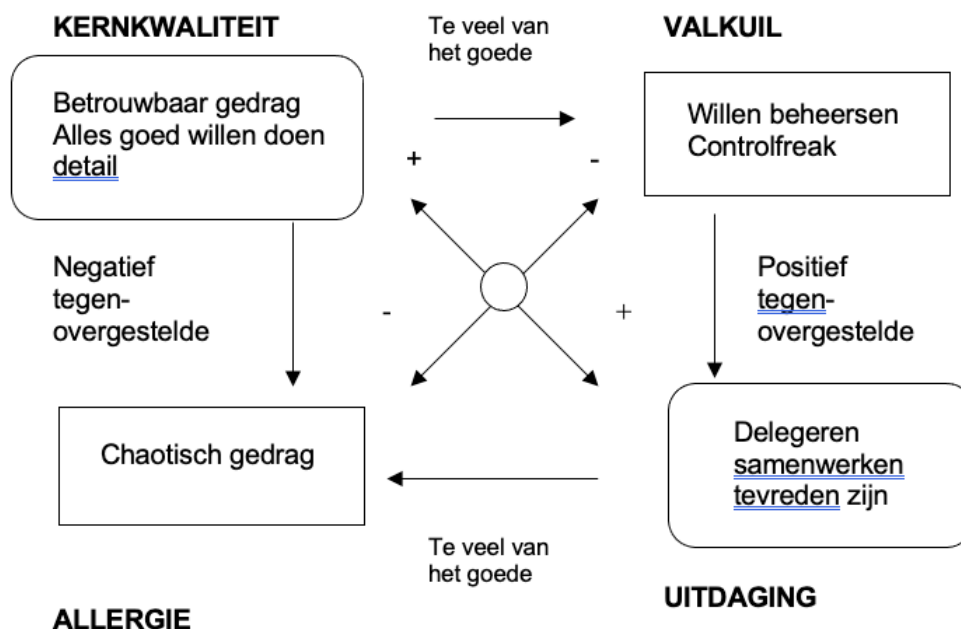 KERNKWALITEIT
Te veel van
het goede
VALKUIL
Betrouwbaar gedrag
Alles goed willen doen
detail
Willen beheersen
Controlfreak
+
-
Negatief
tegen-
overgestelde
-
+
Positief
tegen-
overgestelde
Chaotisch gedrag
Delegeren
samenwerken
tevreden zijn
Te veel van
het goede
ALLERGIE
UITDAGING